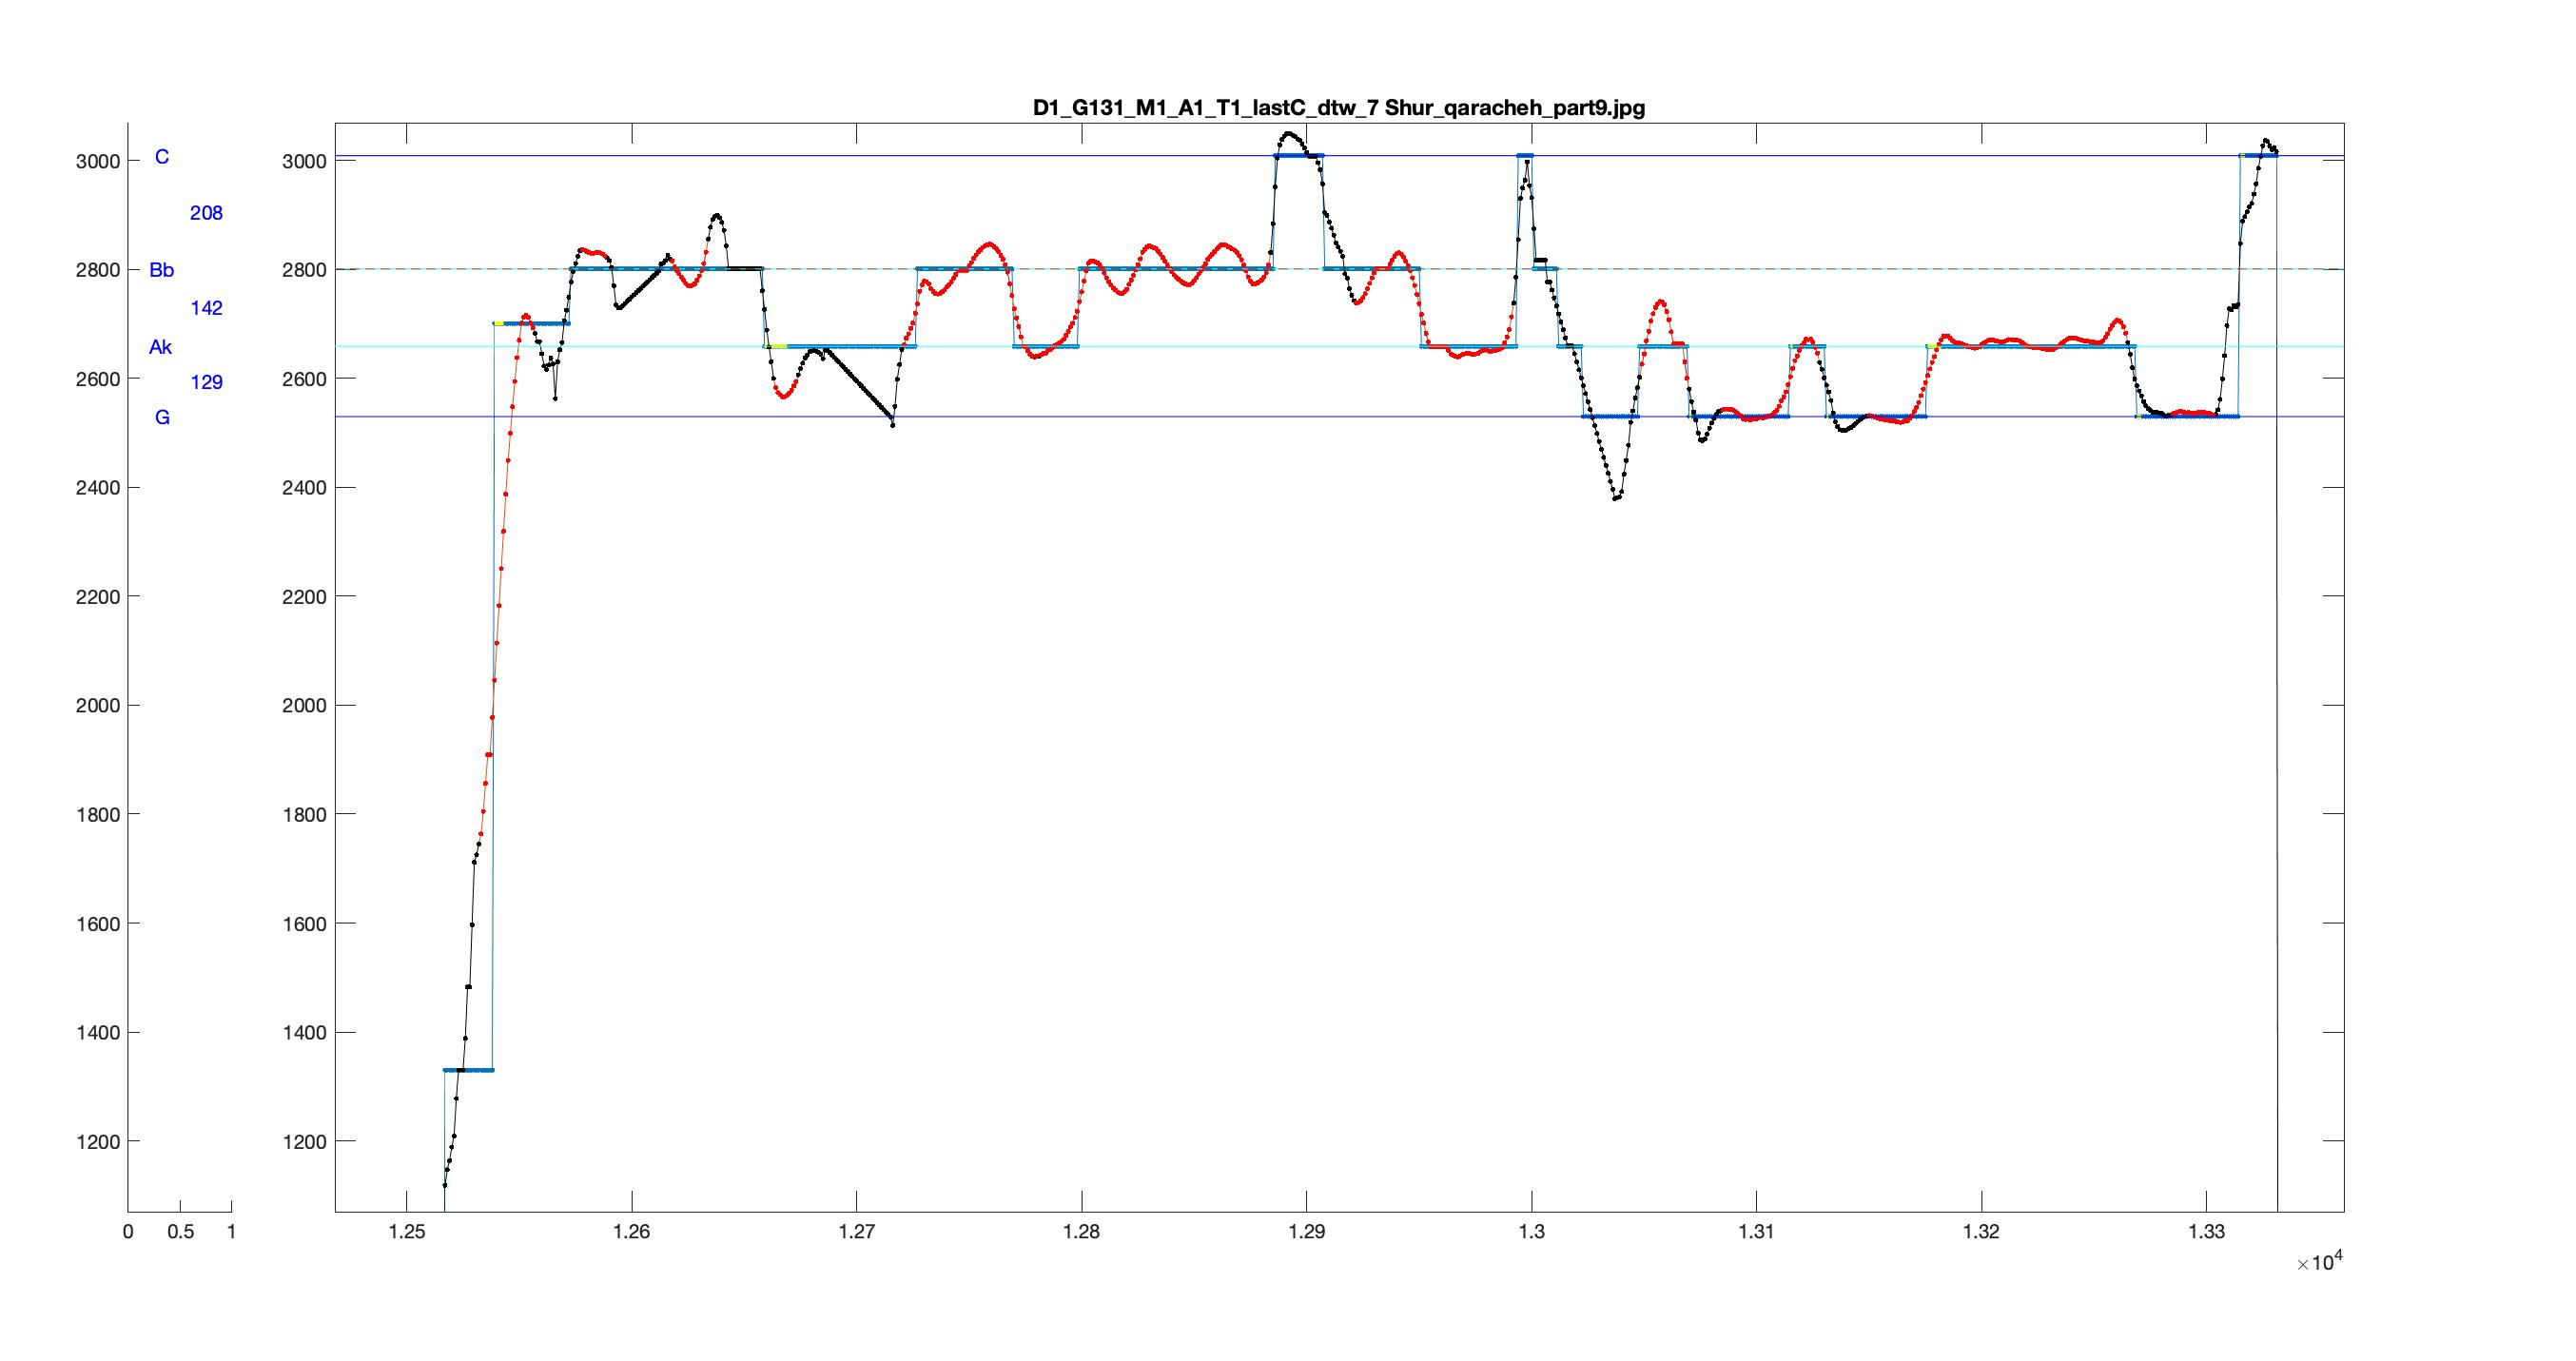 D1_G131_M1_A1_T1_lastC_dtw_7 Shur_qaracheh_part9.jpg
3000 C 3000
208
2800 Bb 2800
142
Ak
2600 129 2600
G
2400 2400
2200 2200
2000 2000
1800 1800
1600 1600
1400 1400
1200 1200
0 0.5 1 1.25 1.26 1.27 1.28 1.29 1.3 1.31 1.32 1.33
×10⁴